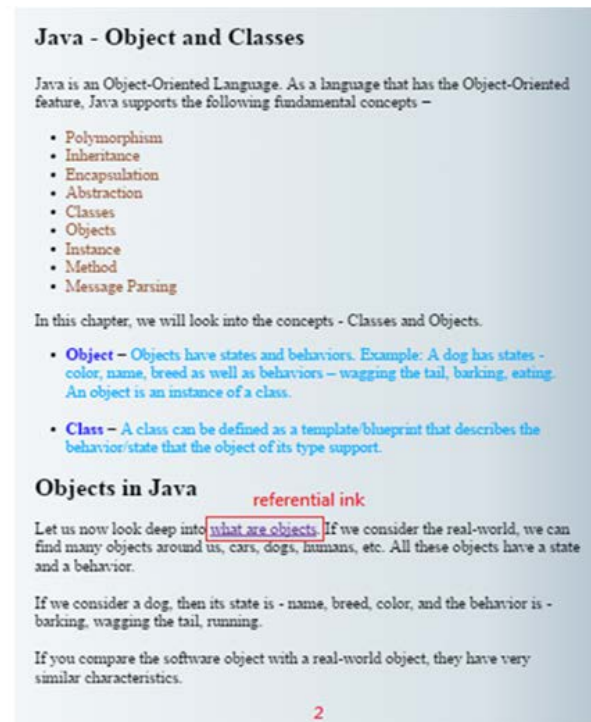 Java - Object and Classes
Java is an Object-Oriented Language. As a language that has the Object-Oriented
feature, Java supports the following fundamental concepts –
• Polymorphism
• Inheritance
• Encapsulation
• Abstraction
• Classes
• Objects
• Instance
• Method
• Message Parsing
In this chapter, we will look into the concepts - Classes and Objects.
• Object – Objects have states and behaviors. Example: A dog has states -
color, name, breed as well as behaviors – wagging the tail, barking, eating.
An object is an instance of a class.
• Class – A class can be defined as a template/blueprint that describes the
behavior/state that the object of its type support.
Objects in Java
referential ink
Let us now look deep into what are objects. If we consider the real-world, we can
find many objects around us, cars, dogs, humans, etc. All these objects have a state
and a behavior.
If we consider a dog, then its state is - name, breed, color, and the behavior is -
barking, wagging the tail, running.
If you compare the software object with a real-world object, they have very
similar characteristics.
2